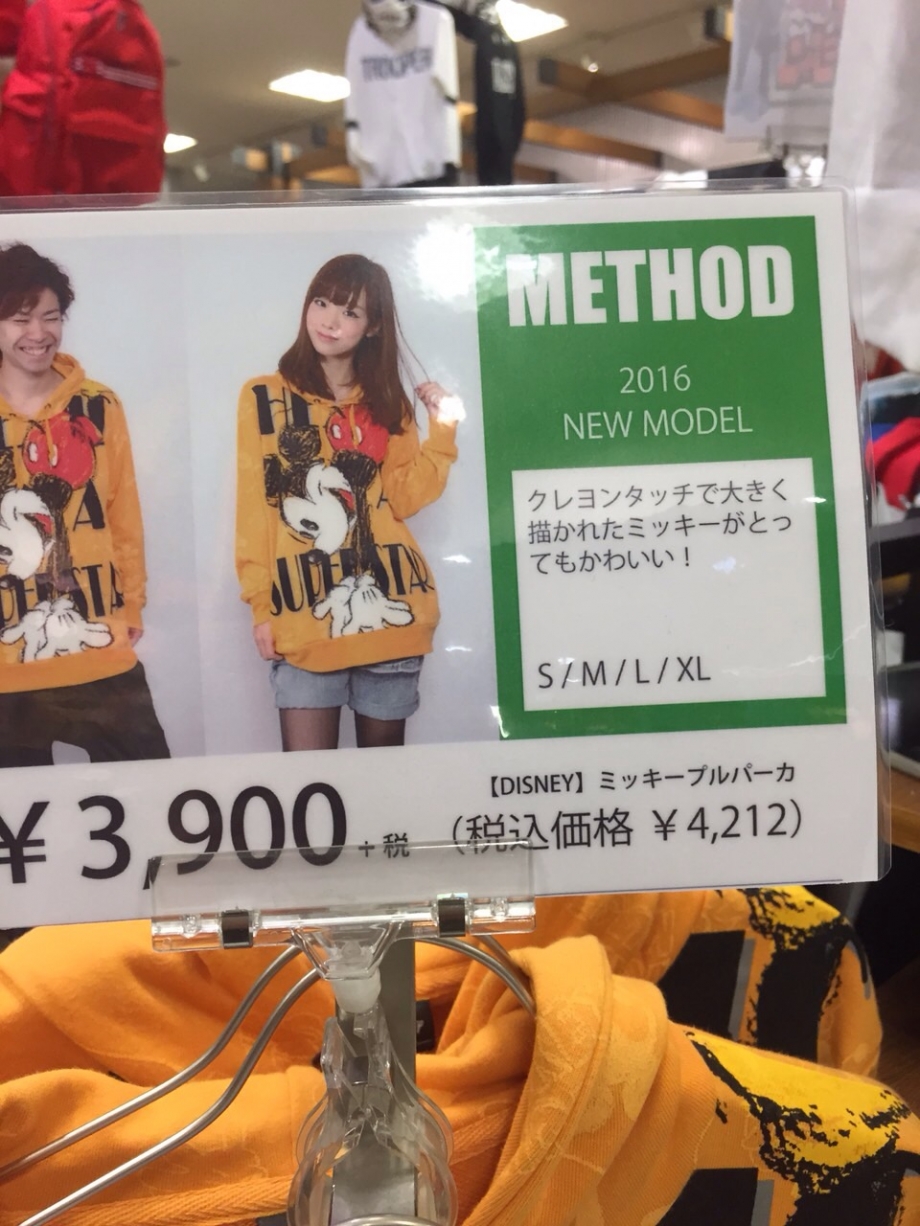 TROOPER
METHOD
2016
NEW MODEL
クレヨンタッチで大きく
描かれたミッキーがとっ
てもかわいい！
S/M/L/XL
SUPERSTAR
【DISNEY】ミッキープルパーカ
¥3,900 +税
(税込価格 ¥4,212)